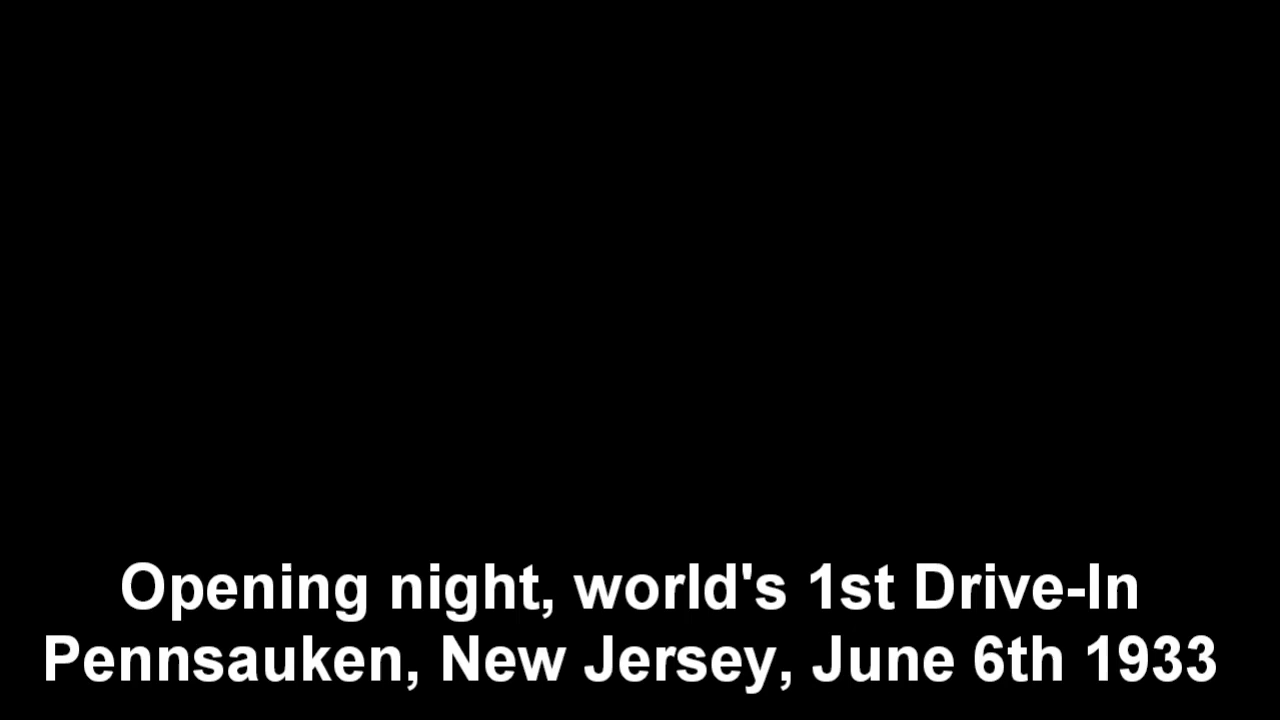 Opening night, world's 1st Drive-In
Pennsauken, New Jersey, June 6th 1933